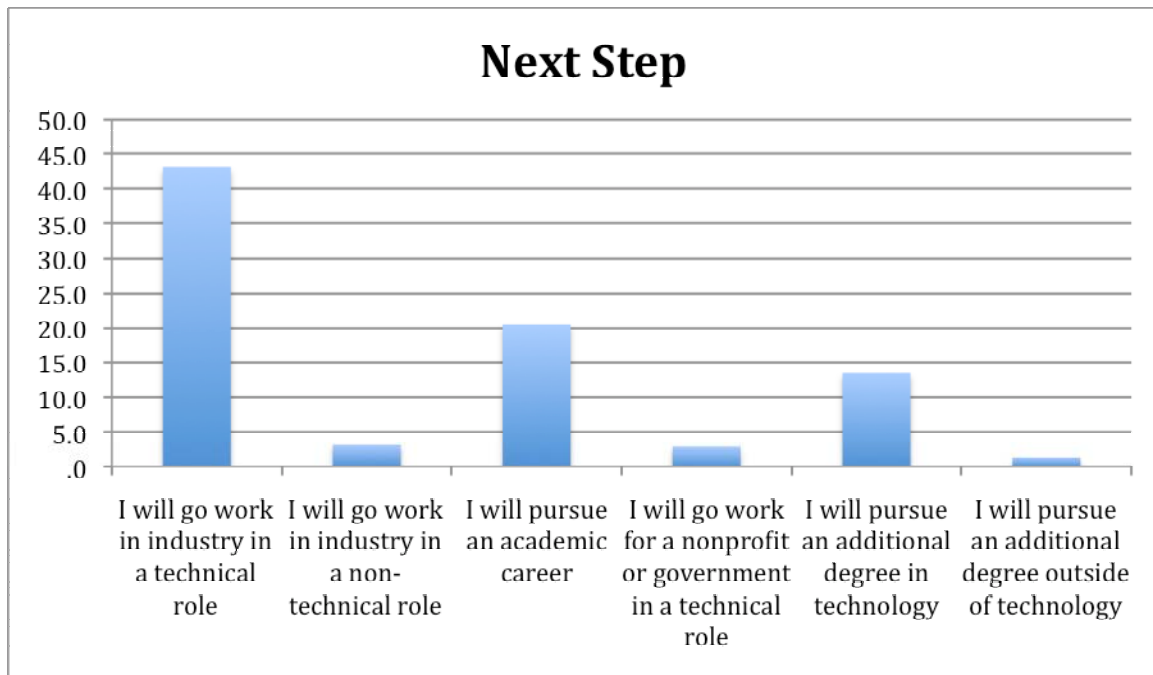 Next Step
50.0
45.0
40.0
35.0
30.0
25.0
20.0
15.0
10.0
5.0
.0
I will go work
in industry in
a technical
role
I will go work
in industry in
a non-
technical role
I will pursue
an academic
career
I will go work
for a nonprofit
or government
in a technical
role
I will pursue
an additional
degree in
technology
I will pursue
an additional
degree outside
of technology